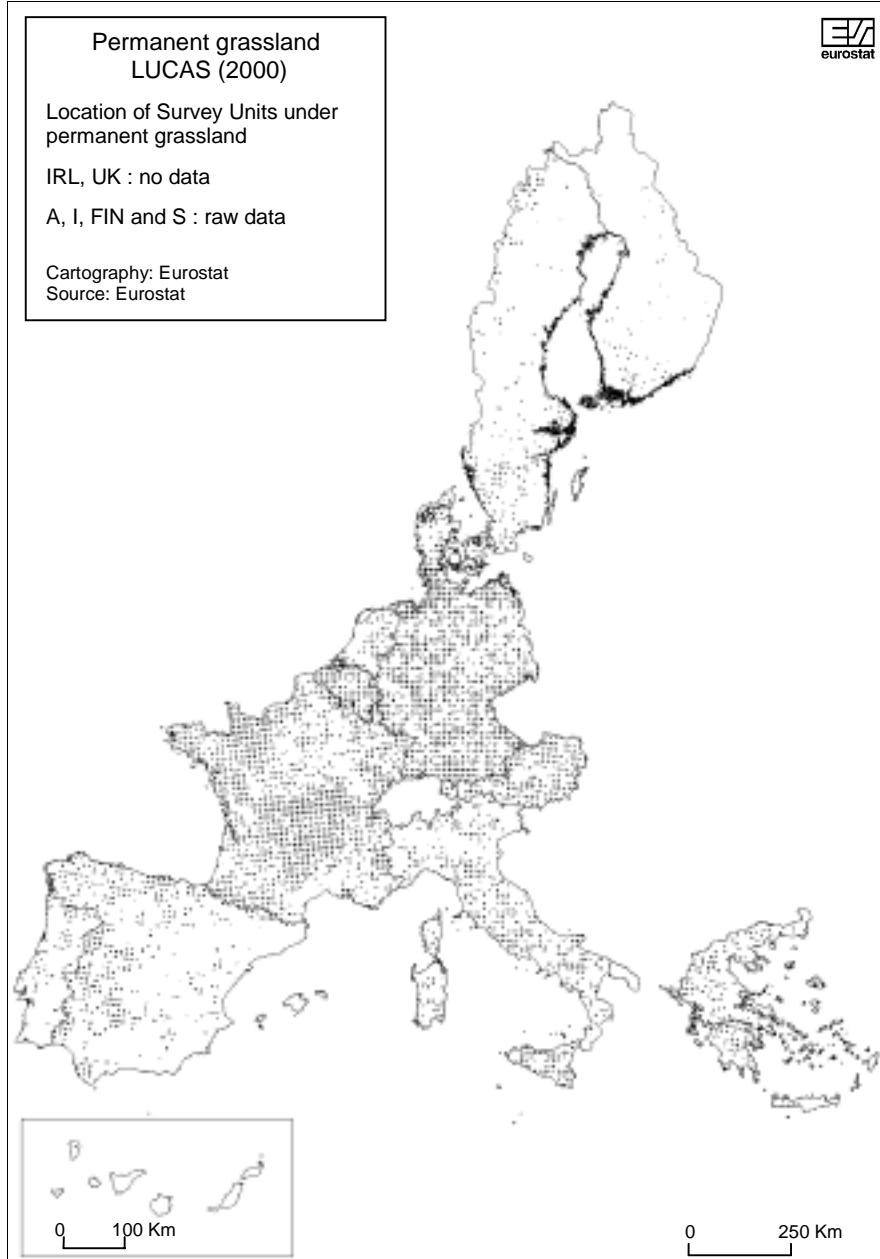 Permanent grassland
LUCAS (2000)
Location of Survey Units under
permanent grassland
IRL, UK : no data
A, I, FIN and S : raw data
Cartography: Eurostat
Source: Eurostat
eurostat
0 100 Km
0 250 Km